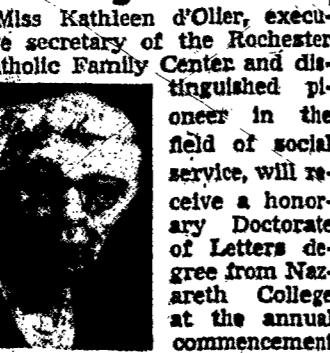 Miss Kathleen d'Olier, execu-
e secretary of the Rochester
atholic Family Center and dis-
tinguished pi-
oneer in the
field of social
service, will re-
ceive a honor-
ary Doctorate
of Letters de-
gree from Naz-
areth College
at the annual
commencement